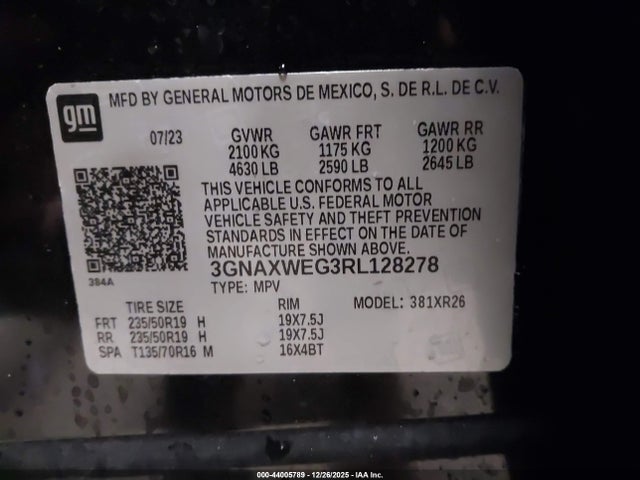 gm
MFD BY GENERAL MOTORS DE MEXICO, S. DE R.L. DE C.V.
07/23 GVWR GAWR FRT GAWR RR
2100 KG 1175 KG 1200 KG
4630 LB 2590 LB 2645 LB
THIS VEHICLE CONFORMS TO ALL
APPLICABLE U.S. FEDERAL MOTOR
VEHICLE SAFETY AND THEFT PREVENTION
STANDARDS IN EFFECT ON THE DATE OF
MANUFACTURE SHOWN ABOVE.
384A
3GNAXWEG3RL128278
TYPE: MPV
TIRE SIZE RIM MODEL: 381XR26
FRT 235/50R19 H 19X7.5J
RR 235/50R19 H 19X7.5J
SPA T135/70R16 M 16X4BT
000-44005789 - 12/26/2025 - IAA Inc.